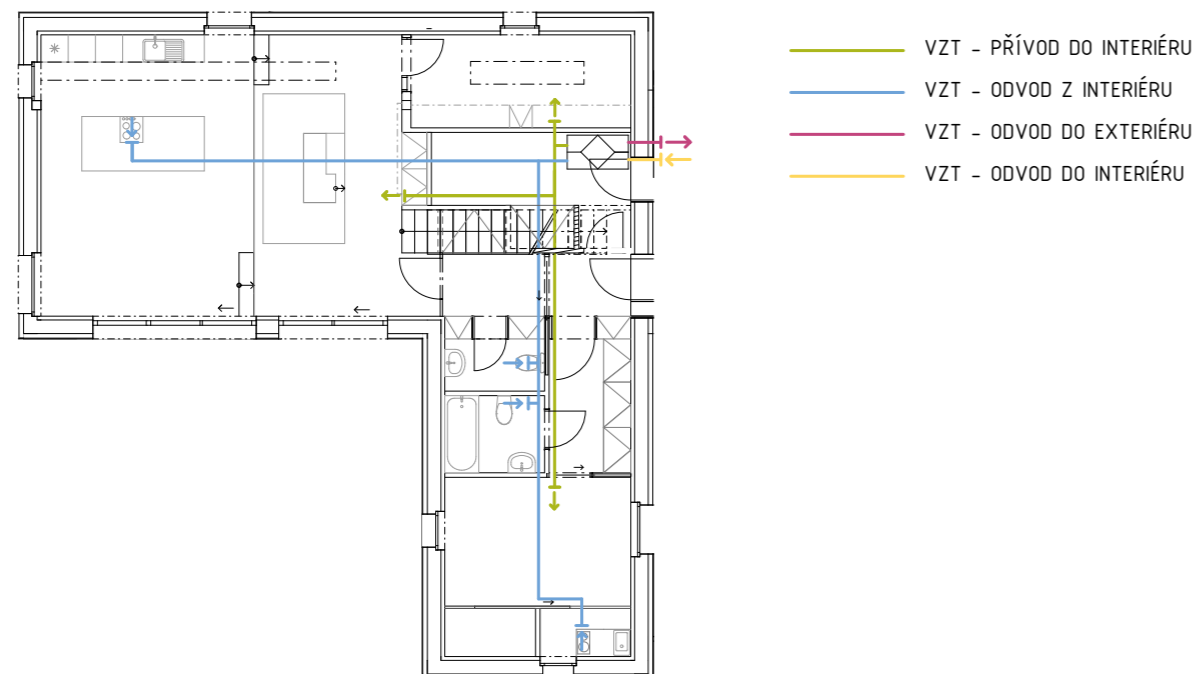 VZT - PŘÍVOD DO INTERIÉRU
VZT - ODVOD Z INTERIÉRU
VZT - ODVOD DO EXTERIÉRU
VZT - ODVOD DO INTERIÉRU